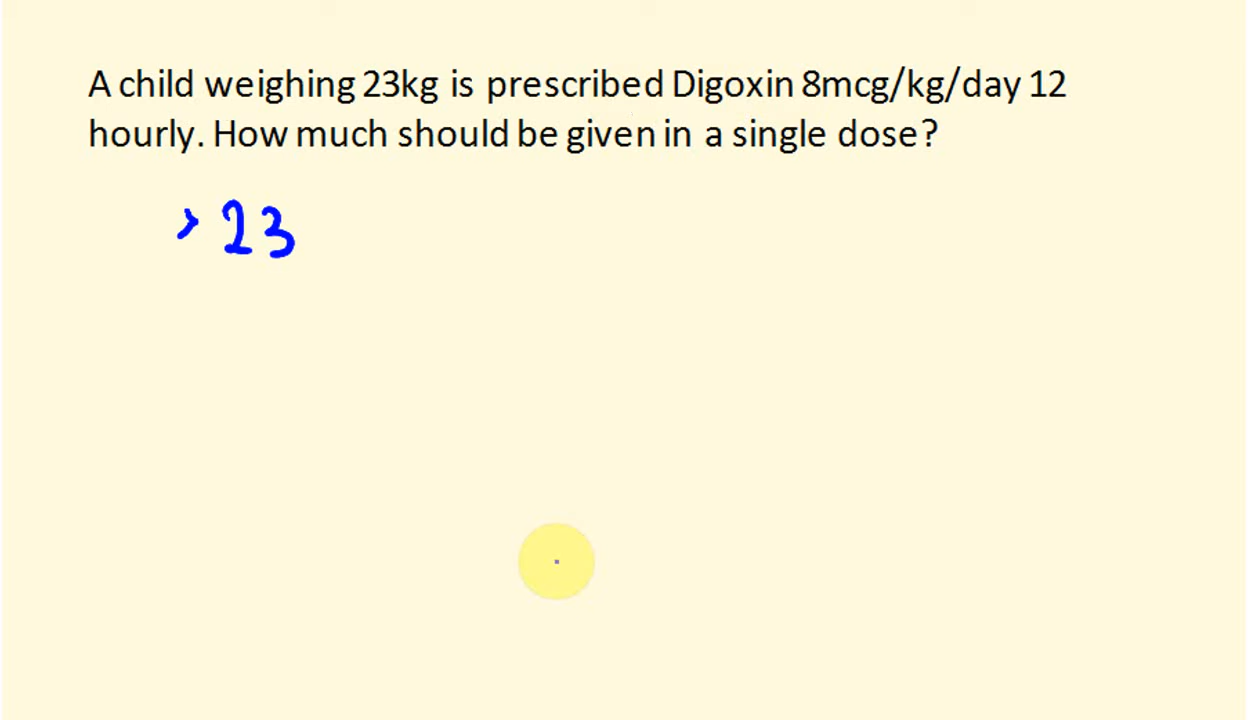 A child weighing 23kg is prescribed Digoxin 8mcg/kg/day 12
hourly. How much should be given in a single dose?
> 23